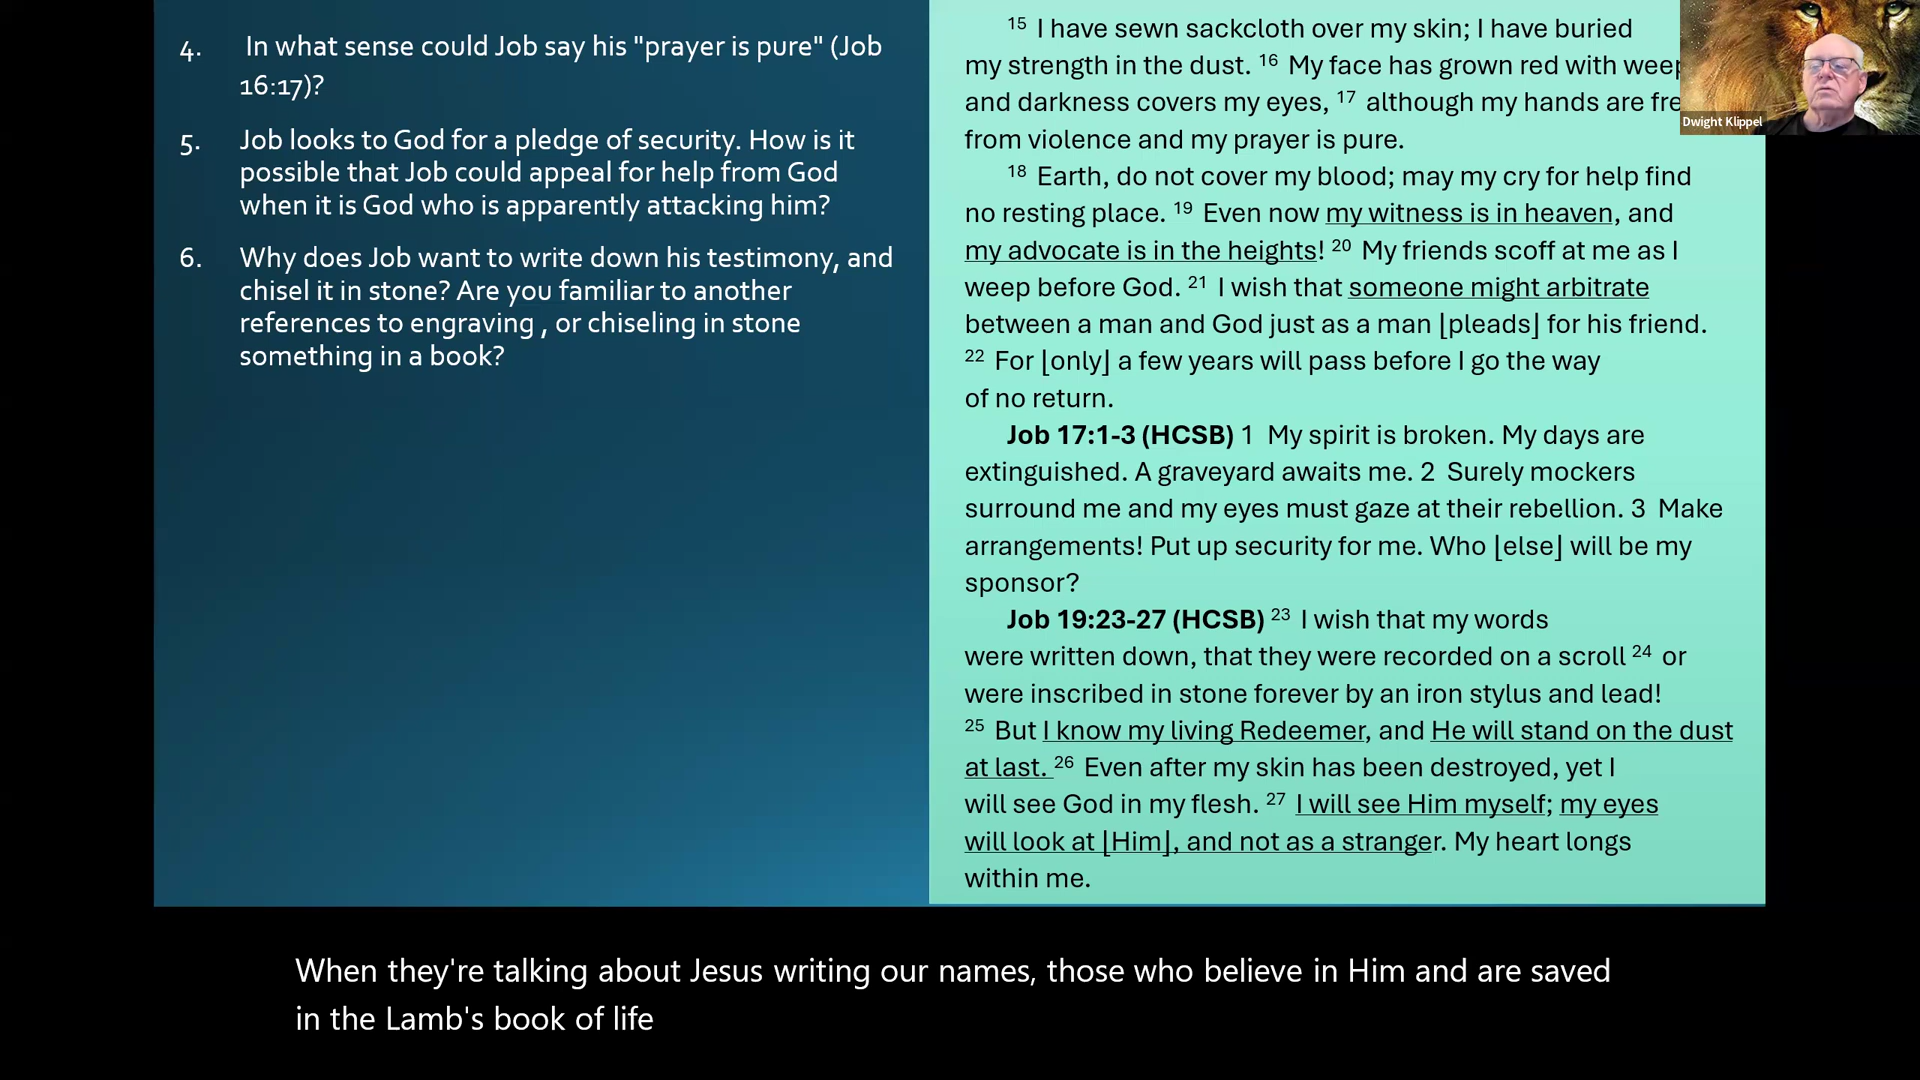 4. In what sense could Job say his "prayer is pure" (Job
16:17)?
5. Job looks to God for a pledge of security. How is it
possible that Job could appeal for help from God
when it is God who is apparently attacking him?
6. Why does Job want to write down his testimony, and
chisel it in stone? Are you familiar to another
references to engraving , or chiseling in stone
something in a book?
15 I have sewn sackcloth over my skin; I have buried
my strength in the dust. 16 My face has grown red with weep
and darkness covers my eyes, 17 although my hands are fre
from violence and my prayer is pure.
18 Earth, do not cover my blood; may my cry for help find
no resting place. 19 Even now my witness is in heaven, and
my advocate is in the heights! 20 My friends scoff at me as I
weep before God. 21 I wish that someone might arbitrate
between a man and God just as a man ⌊pleads⌋ for his friend.
22 For ⌊only⌋ a few years will pass before I go the way
of no return.
Job 17:1-3 (HCSB) 1 My spirit is broken. My days are
extinguished. A graveyard awaits me. 2 Surely mockers
surround me and my eyes must gaze at their rebellion. 3 Make
arrangements! Put up security for me. Who ⌊else⌋ will be my
sponsor?
Job 19:23-27 (HCSB) 23 I wish that my words
were written down, that they were recorded on a scroll 24 or
were inscribed in stone forever by an iron stylus and lead!
25 But I know my living Redeemer, and He will stand on the dust
at last. 26 Even after my skin has been destroyed, yet I
will see God in my flesh. 27 I will see Him myself; my eyes
will look at ⌊Him⌋, and not as a stranger. My heart longs
within me.
Dwight Klippel
When they're talking about Jesus writing our names, those who believe in Him and are saved
in the Lamb's book of life